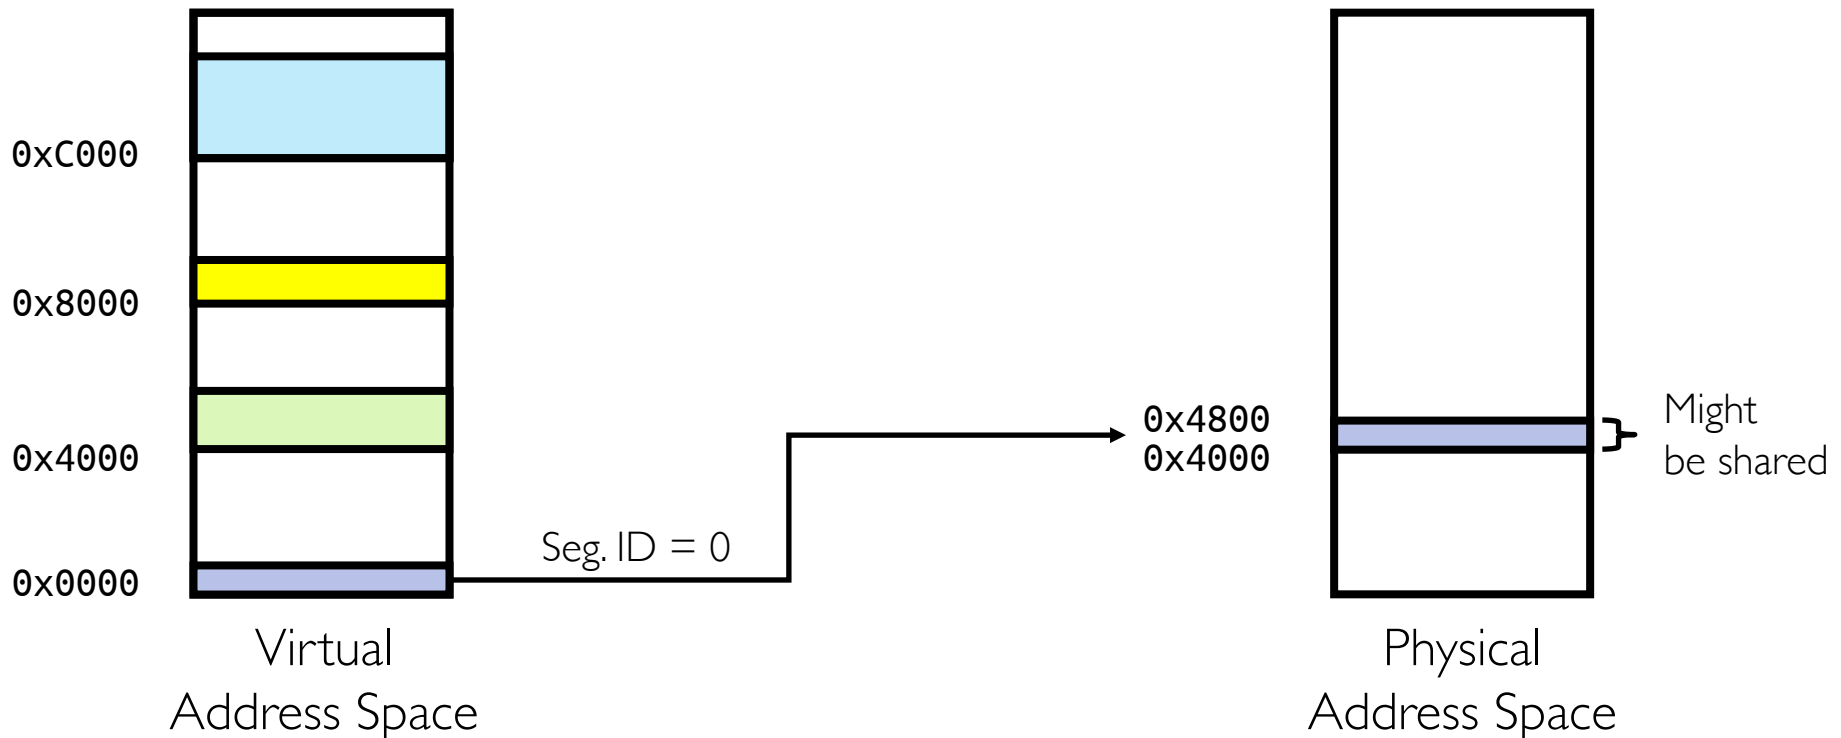 0xC000
0x8000
0x4000
0x0000
Seg. ID = 0
0x4800
0x4000
Might
be shared
Virtual
Address Space
Physical
Address Space